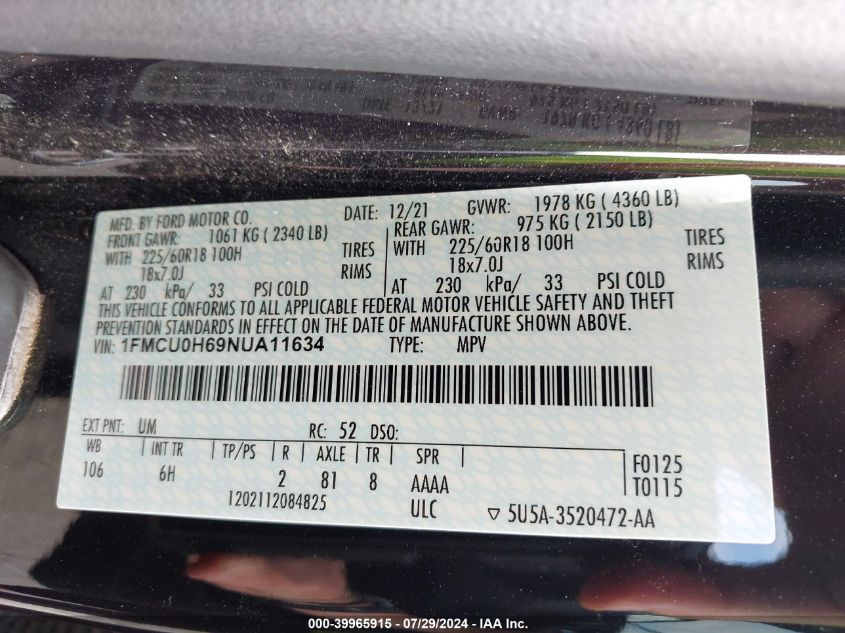 MFD. BY FORD MOTOR CO.
DATE: 12/21 GVWR: 1978 KG ( 4360 LB)
FRONT GAWR: 1061 KG ( 2340 LB) REAR GAWR: 975 KG ( 2150 LB)
WITH 225/60R18 100H TIRES WITH 225/60R18 100H TIRES
18x7.0J RIMS 18x7.0J RIMS
AT 230 kPa/ 33 PSI COLD AT 230 kPa/ 33 PSI COLD
THIS VEHICLE CONFORMS TO ALL APPLICABLE FEDERAL MOTOR VEHICLE SAFETY AND THEFT
PREVENTION STANDARDS IN EFFECT ON THE DATE OF MANUFACTURE SHOWN ABOVE.
VIN: 1FMCU0H69NUA11634 TYPE: MPV
EXT PNT: UM RC: 52 DSO:
WB INT TR TP/PS R AXLE TR SPR F0125
106 6H 2 81 8 AAAA T0115
1202112084825 ULC ▽ 5U5A-3520472-AA
000-39965915 - 07/29/2024 - IAA Inc.